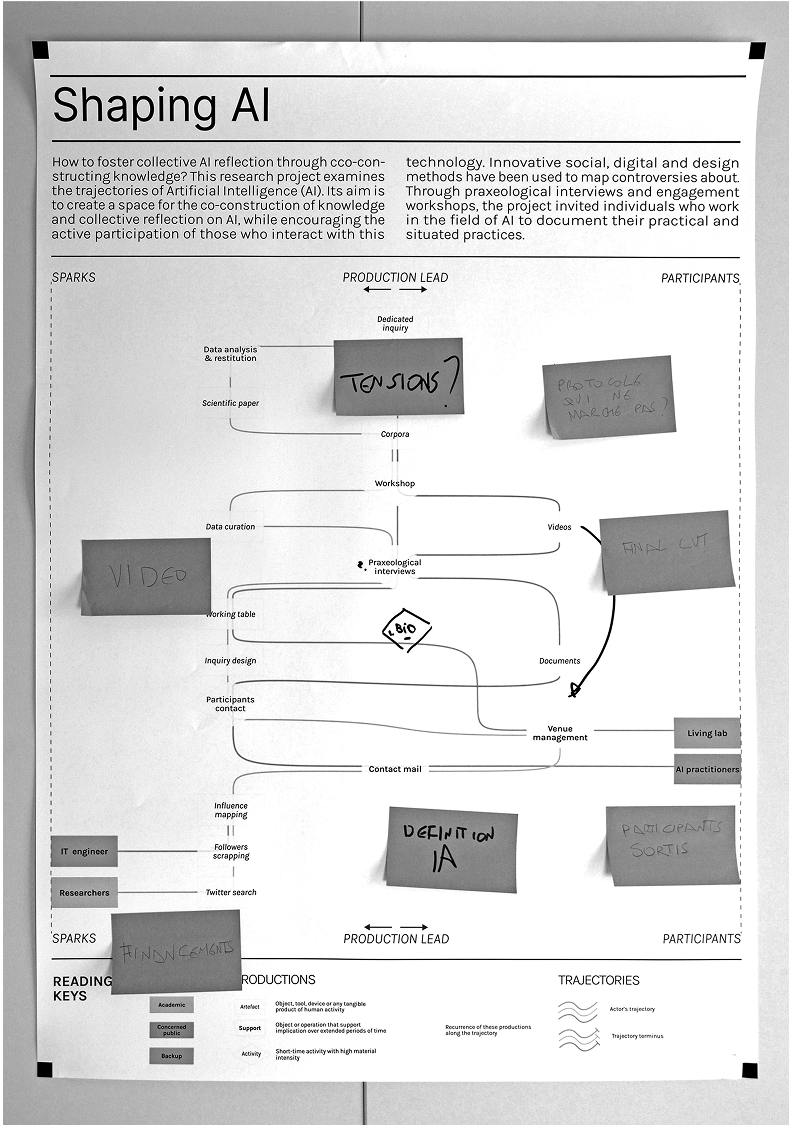 Shaping AI
How to foster collective AI reflection through cco-con-
structing knowledge? This research project examines
the trajectories of Artificial Intelligence (AI). Its aim is
to create a space for the co-construction of knowledge
and collective reflection on AI, while encouraging the
active participation of those who interact with this
technology. Innovative social, digital and design
methods have been used to map controversies about.
Through praxeological interviews and engagement
workshops, the project invited individuals who work
in the field of AI to document their practical and
situated practices.
SPARKS
PRODUCTION LEAD
PARTICIPANTS
Dedicated
inquiry
Data analysis
& restitution
TENSIONS?
PROTOCOLE
QUI NE
MARCHE PAS?
Scientific paper
Corpora
Workshop
Data curation
Videos
FINAL CUT
VIDEO
Praxeological
interviews
Working table
BIO
Inquiry design
Documents
Participants
contact
Venue
management
Living lab
Contact mail
AI practitioners
Influence
mapping
DEFINITION
IA
PARTICIPANTS
SORTIS
IT engineer
Followers
scrapping
Researchers
Twitter search
SPARKS
FINANCEMENTS
PRODUCTION LEAD
PARTICIPANTS
READING
KEYS
RODUCTIONS
TRAJECTORIES
Academic
Artefact
Object, tool, device or any tangible
product of human activity
Actor's trajectory
Concerned
public
Support
Object or operation that support
implication over extended periods of time
Recurrence of these productions
along the trajectory
Trajectory terminus
Backup
Activity
Short-time activity with high material
intensity